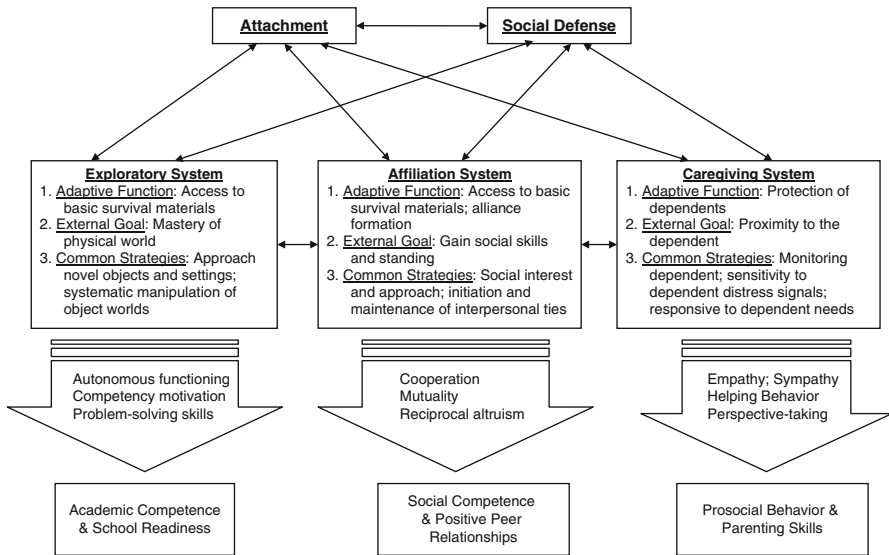 Attachment
Social Defense
Exploratory System
1. Adaptive Function: Access to
basic survival materials
2. External Goal: Mastery of
physical world
3. Common Strategies: Approach
novel objects and settings;
systematic manipulation of
object worlds
Affiliation System
1. Adaptive Function: Access to basic
survival materials; alliance
formation
2. External Goal: Gain social skills
and standing
3. Common Strategies: Social interest
and approach; initiation and
maintenance of interpersonal ties
Caregiving System
1. Adaptive Function: Protection of
dependents
2. External Goal: Proximity to the
dependent
3. Common Strategies: Monitoring
dependent; sensitivity to
dependent distress signals;
responsive to dependent needs
Autonomous functioning
Competency motivation
Problem-solving skills
Cooperation
Mutuality
Reciprocal altruism
Empathy; Sympathy
Helping Behavior
Perspective-taking
Academic Competence
& School Readiness
Social Competence
& Positive Peer
Relationships
Prosocial Behavior &
Parenting Skills